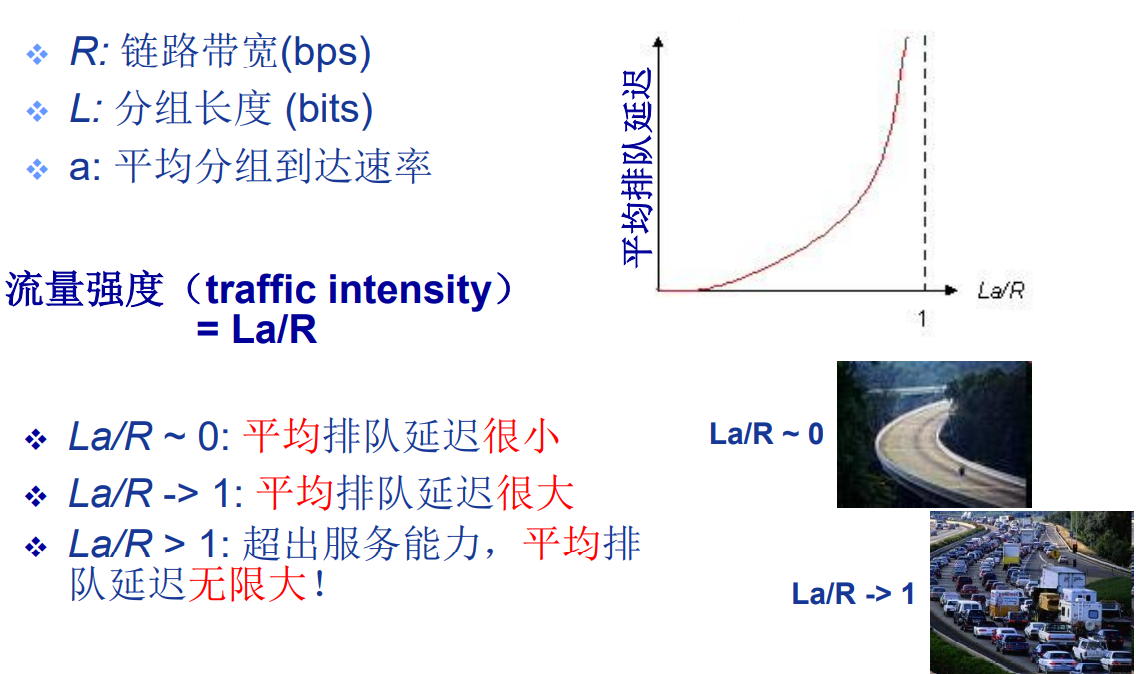 R: 链路带宽(bps)
L: 分组长度 (bits)
a: 平均分组到达速率
流量强度（traffic intensity）
= La/R
平均排队延迟
La/R
1
La/R ~ 0: 平均排队延迟很小
La/R -> 1: 平均排队延迟很大
La/R > 1: 超出服务能力，平均排
队延迟无限大！
La/R ~ 0
La/R -> 1